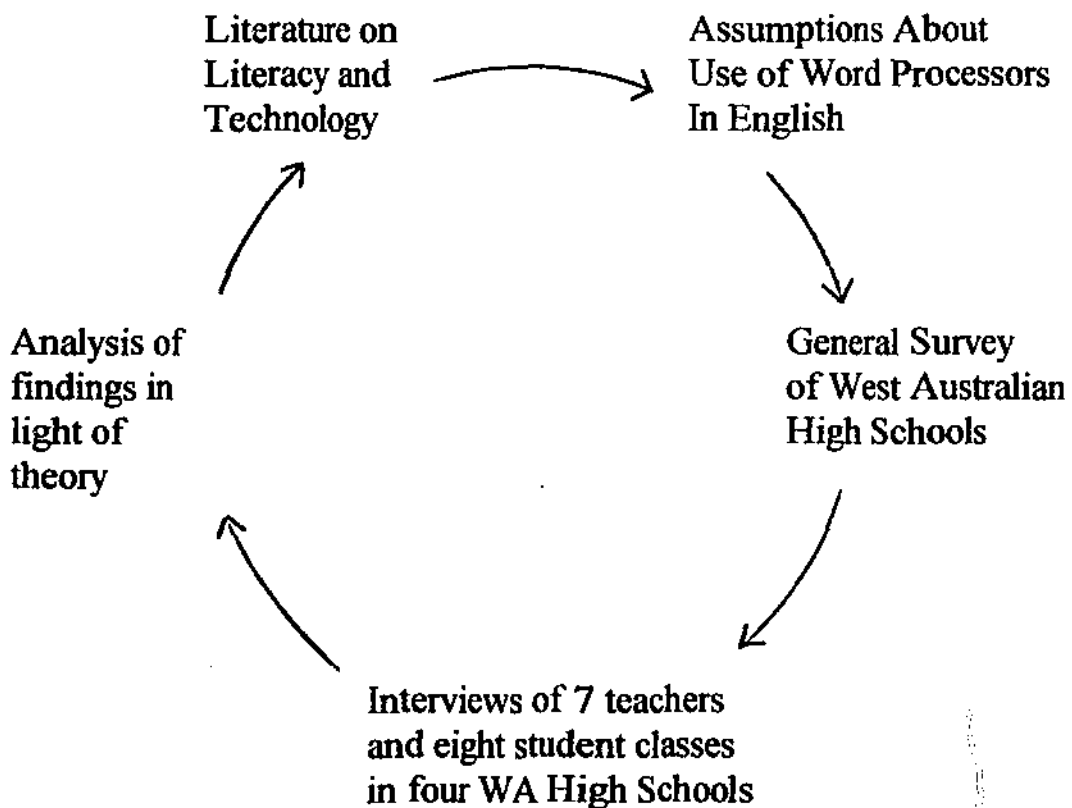 Literature on
Literacy and
Technology
Assumptions About
Use of Word Processors
In English
General Survey
of West Australian
High Schools
Interviews of 7 teachers
and eight student classes
in four WA High Schools
Analysis of
findings in
light of
theory